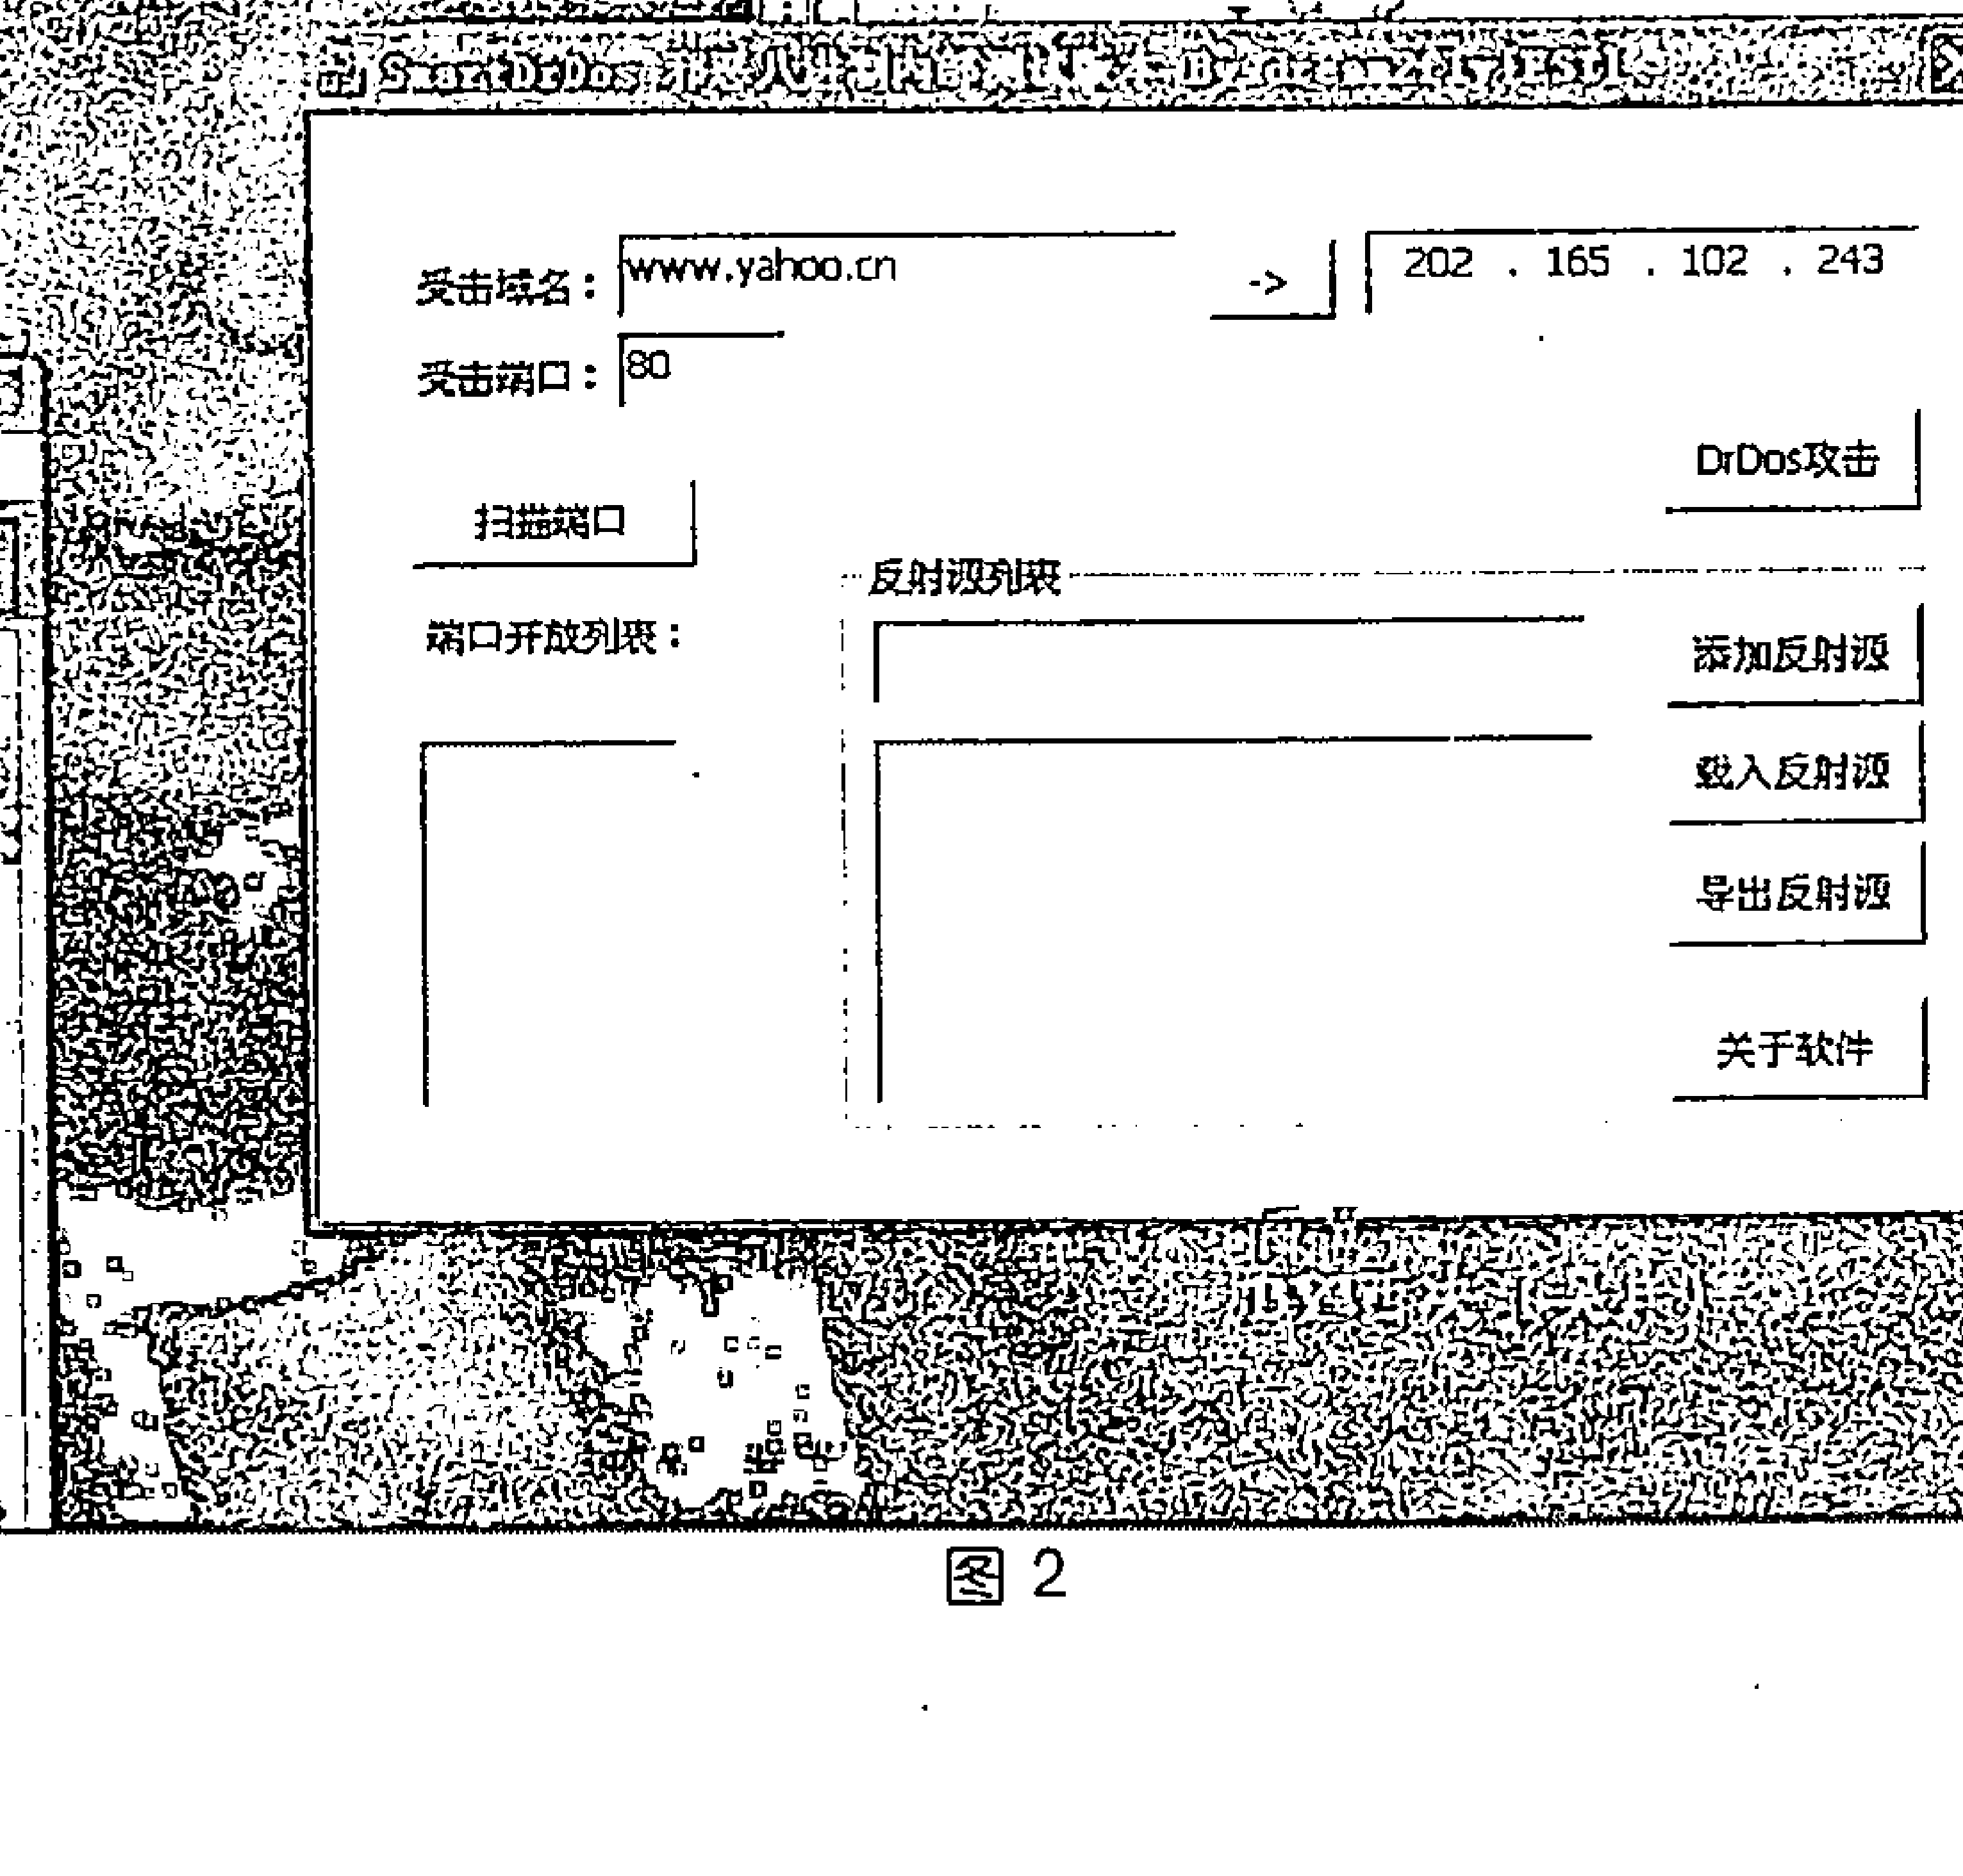 SmartDrDos
www.yahoo.cn
受击域名：
->
202 . 165 . 102 . 243
受击端口：
80
DrDos攻击
扫描端口
反射源列表
端口开放列表：
添加反射源
载入反射源
导出反射源
关于软件
图 2